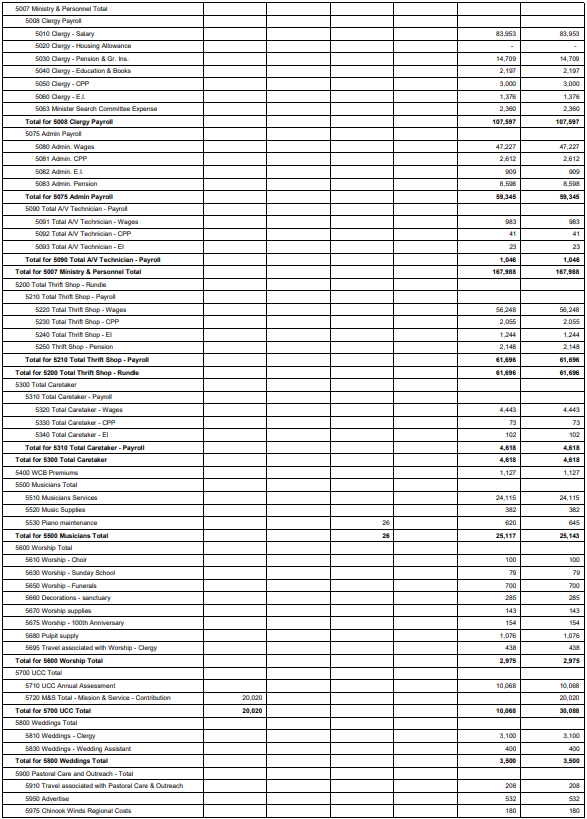 5007 Ministry & Personnel Total
5008 Clergy Payroll
5010 Clergy - Salary 83,953 83,953
5020 Clergy - Housing Allowance - -
5030 Clergy - Pension & Gr. Ins. 14,709 14,709
5040 Clergy - Education & Books 2,197 2,197
5050 Clergy - CPP 3,000 3,000
5060 Clergy - E.I. 1,376 1,376
5063 Minister Search Committee Expense 2,360 2,360
Total for 5008 Clergy Payroll 107,597 107,597
5075 Admin Payroll
5080 Admin. Wages 47,227 47,227
5081 Admin. CPP 2,612 2,612
5082 Admin. E.I. 909 909
5083 Admin. Pension 8,598 8,598
Total for 5075 Admin Payroll 59,345 59,345
5090 Total A/V Technician - Payroll
5091 Total A/V Technician - Wages 983 983
5092 Total A/V Technician - CPP 41 41
5093 Total A/V Technician - EI 23 23
Total for 5090 Total A/V Technician - Payroll 1,046 1,046
Total for 5007 Ministry & Personnel Total 167,988 167,988
5200 Total Thrift Shop - Rundle
5210 Total Thrift Shop - Payroll
5220 Total Thrift Shop - Wages 56,248 56,248
5230 Total Thrift Shop - CPP 2,055 2,055
5240 Total Thrift Shop - EI 1,244 1,244
5250 Total Thrift Shop - Pension 2,148 2,148
Total for 5210 Total Thrift Shop - Payroll 61,696 61,696
Total for 5200 Total Thrift Shop - Rundle 61,696 61,696
5300 Total Caretaker
5310 Total Caretaker - Payroll
5320 Total Caretaker - Wages 4,443 4,443
5330 Total Caretaker - CPP 73 73
5340 Total Caretaker - EI 102 102
Total for 5310 Total Caretaker - Payroll 4,618 4,618
Total for 5300 Total Caretaker 4,618 4,618
5400 WCB Premiums 1,127 1,127
5500 Musicians Total
5510 Musicians Services 24,115 24,115
5520 Music Supplies 382 382
5530 Piano maintenance 26 620 645
Total for 5500 Musicians Total 26 25,117 25,143
5600 Worship Total
5610 Worship - Choir 100 100
5630 Worship - Sunday School 79 79
5650 Worship - Funerals 700 700
5660 Decorations - sanctuary 285 285
5670 Worship supplies 143 143
5675 Worship - 100th Anniversary 154 154
5680 Pulpit supply 1,076 1,076
5695 Travel associated with Worship - Clergy 438 438
Total for 5600 Worship Total 2,975 2,975
5700 UCC Total
5710 UCC Annual Assessment 10,068 10,068
5720 M&S Total - Mission & Service - Contribution 20,020 20,020
Total for 5700 UCC Total 20,020 10,068 30,088
5800 Weddings Total
5810 Weddings - Clergy 3,100 3,100
5830 Weddings - Wedding Assistant 400 400
Total for 5800 Weddings Total 3,500 3,500
5900 Pastoral Care and Outreach - Total
5910 Travel associated with Pastoral Care & Outreach 208 208
5950 Advertise 532 532
5975 Chinook Winds Regional Costs 180 180